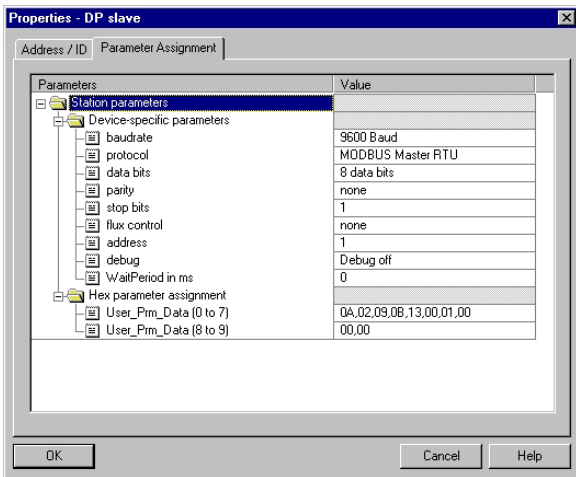 Properties - DP slave
Address / ID Parameter Assignment
Parameters Value
Station parameters
Device-specific parameters
baudrate 9600 Baud
protocol MODBUS Master RTU
data bits 8 data bits
parity none
stop bits 1
flux control none
address 1
debug Debug off
WaitPeriod in ms 0
Hex parameter assignment
User_Prm_Data (0 to 7) 0A,02,09,0B,13,00,01,00
User_Prm_Data (8 to 9) 00,00
OK Cancel Help